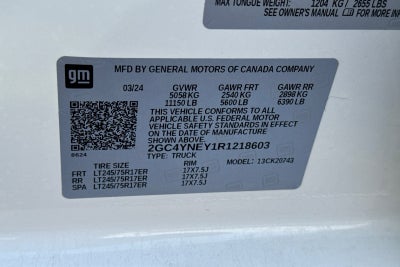 MAX TONGUE WEIGHT: 1204 KG / 2655 LBS
SEE OWNER'S MANUAL FOR MORE INFO
gm
MFD BY GENERAL MOTORS OF CANADA COMPANY
03/24 GVWR GAWR FRT GAWR RR
5058 KG 2540 KG 2898 KG
11150 LB 5600 LB 6390 LB
THIS VEHICLE CONFORMS TO ALL
APPLICABLE U.S. FEDERAL MOTOR
VEHICLE SAFETY STANDARDS IN EFFECT
ON THE DATE OF MANUFACTURE
SHOWN ABOVE.
2GC4YNEY1R1218603
TYPE: TRUCK MODEL: 13CK20743
0624
TIRE SIZE RIM
FRT LT245/75R17ER 17X7.5J
RR LT245/75R17ER 17X7.5J
SPA LT245/75R17ER 17X7.5J